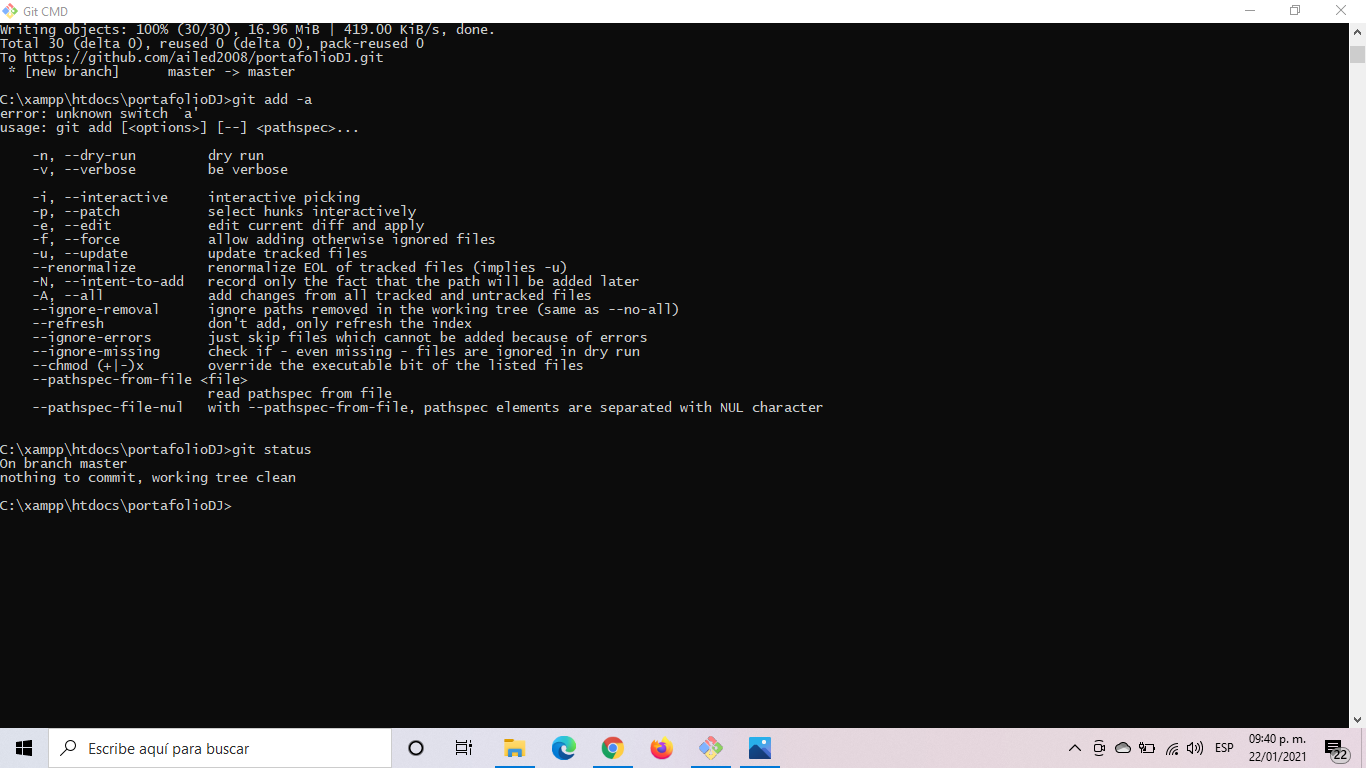 Git CMD
Writing objects: 100% (30/30), 16.96 MiB | 419.00 KiB/s, done.
Total 30 (delta 0), reused 0 (delta 0), pack-reused 0
To https://github.com/ailed2008/portafolioDJ.git
 * [new branch]      master -> master
C:\xampp\htdocs\portafolioDJ>git add -a
error: unknown switch `a'
usage: git add [<options>] [--] <pathspec>...
    -n, --dry-run         dry run
    -v, --verbose         be verbose
    -i, --interactive     interactive picking
    -p, --patch           select hunks interactively
    -e, --edit            edit current diff and apply
    -f, --force           allow adding otherwise ignored files
    -u, --update          update tracked files
    --renormalize         renormalize EOL of tracked files (implies -u)
    -N, --intent-to-add   record only the fact that the path will be added later
    -A, --all             add changes from all tracked and untracked files
    --ignore-removal      ignore paths removed in the working tree (same as --no-all)
    --refresh             don't add, only refresh the index
    --ignore-errors       just skip files which cannot be added because of errors
    --ignore-missing      check if - even missing - files are ignored in dry run
    --chmod (+|-)x        override the executable bit of the listed files
    --pathspec-from-file <file>
                          read pathspec from file
    --pathspec-file-nul   with --pathspec-from-file, pathspec elements are separated with NUL character
C:\xampp\htdocs\portafolioDJ>git status
On branch master
nothing to commit, working tree clean
C:\xampp\htdocs\portafolioDJ>
Escribe aquí para buscar
ESP
09:40 p. m.
22/01/2021
22